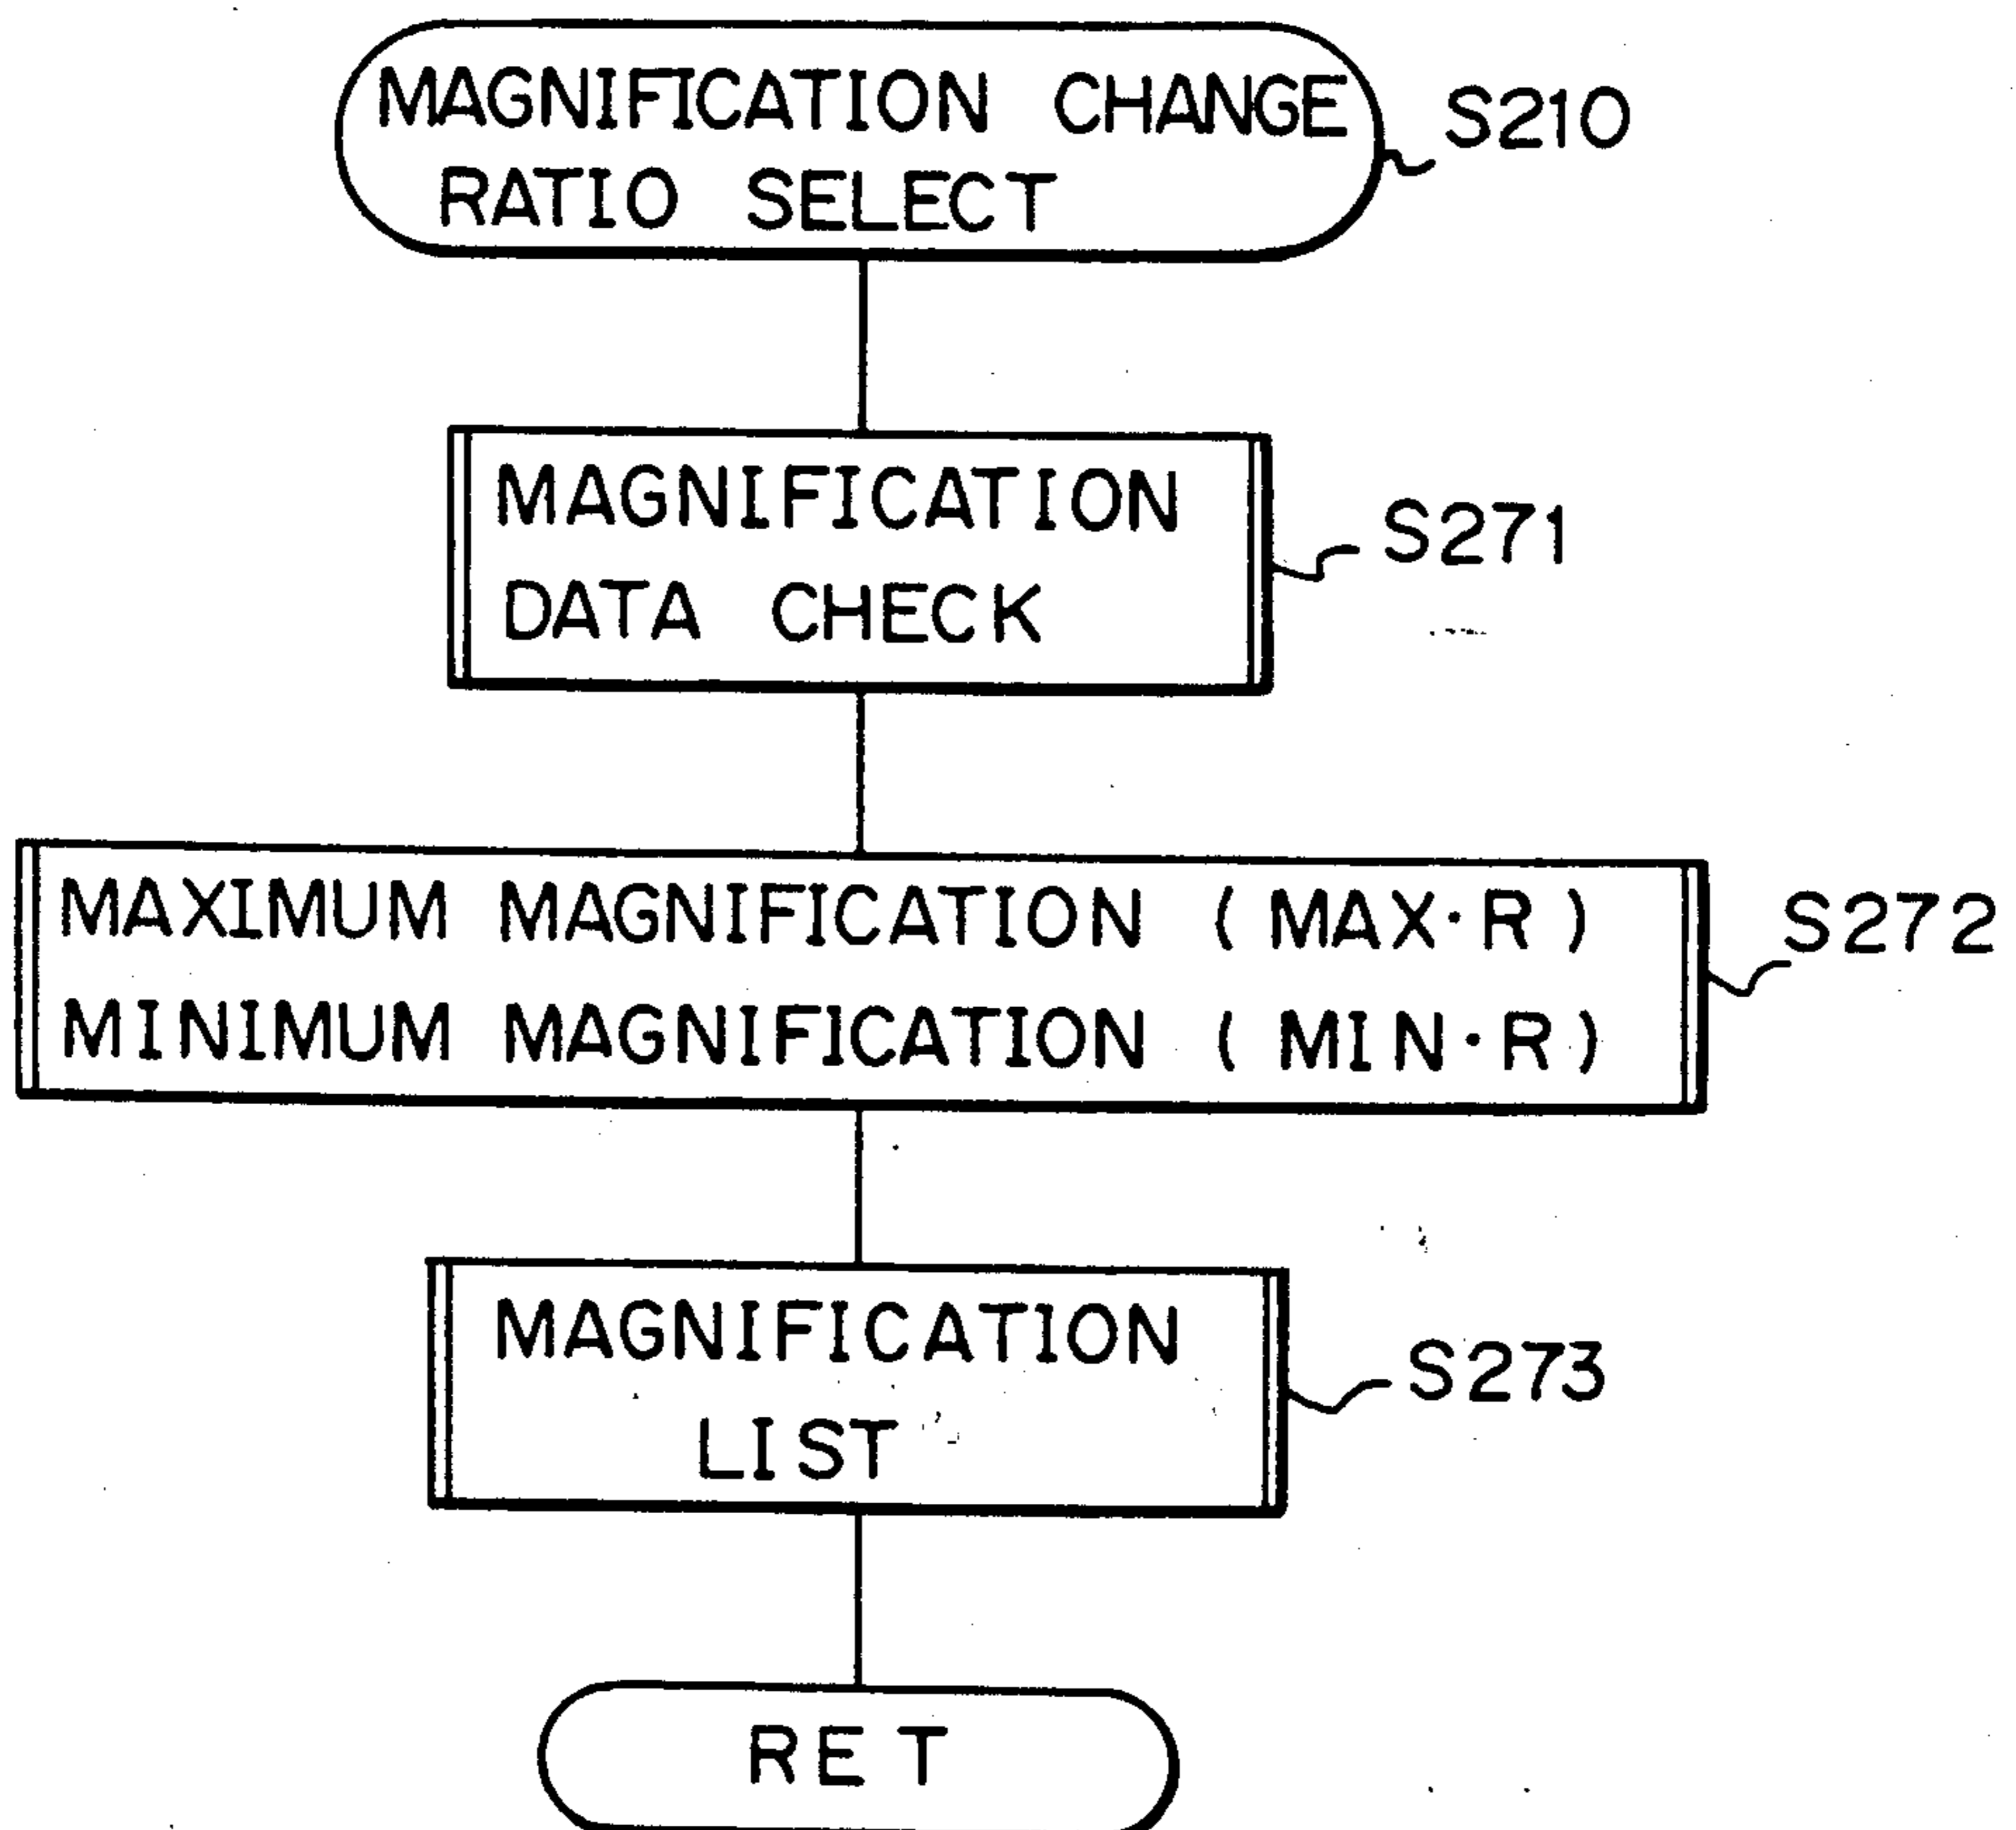 MAGNIFICATION CHANGE
RATIO SELECT
S210
MAGNIFICATION
DATA CHECK
S271
MAXIMUM MAGNIFICATION (MAX·R)
MINIMUM MAGNIFICATION (MIN·R)
S272
MAGNIFICATION
LIST
S273
RET